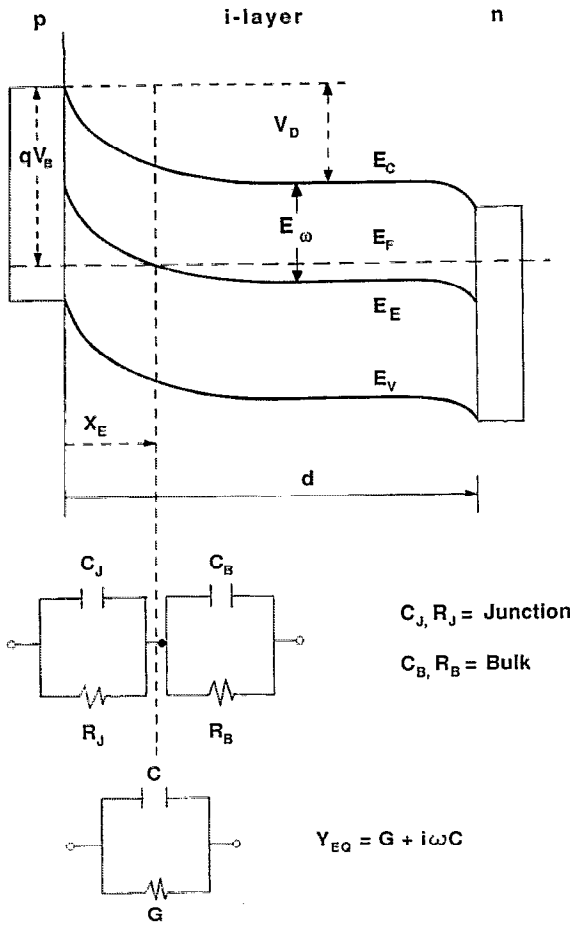 p i-layer n
V_D
qV_B
E_C
E_ω E_F
E_E
E_V
X_E
d
C_J C_B
C_J, R_J = Junction
C_B, R_B = Bulk
R_J R_B
C
Y_EQ = G + iωC
G